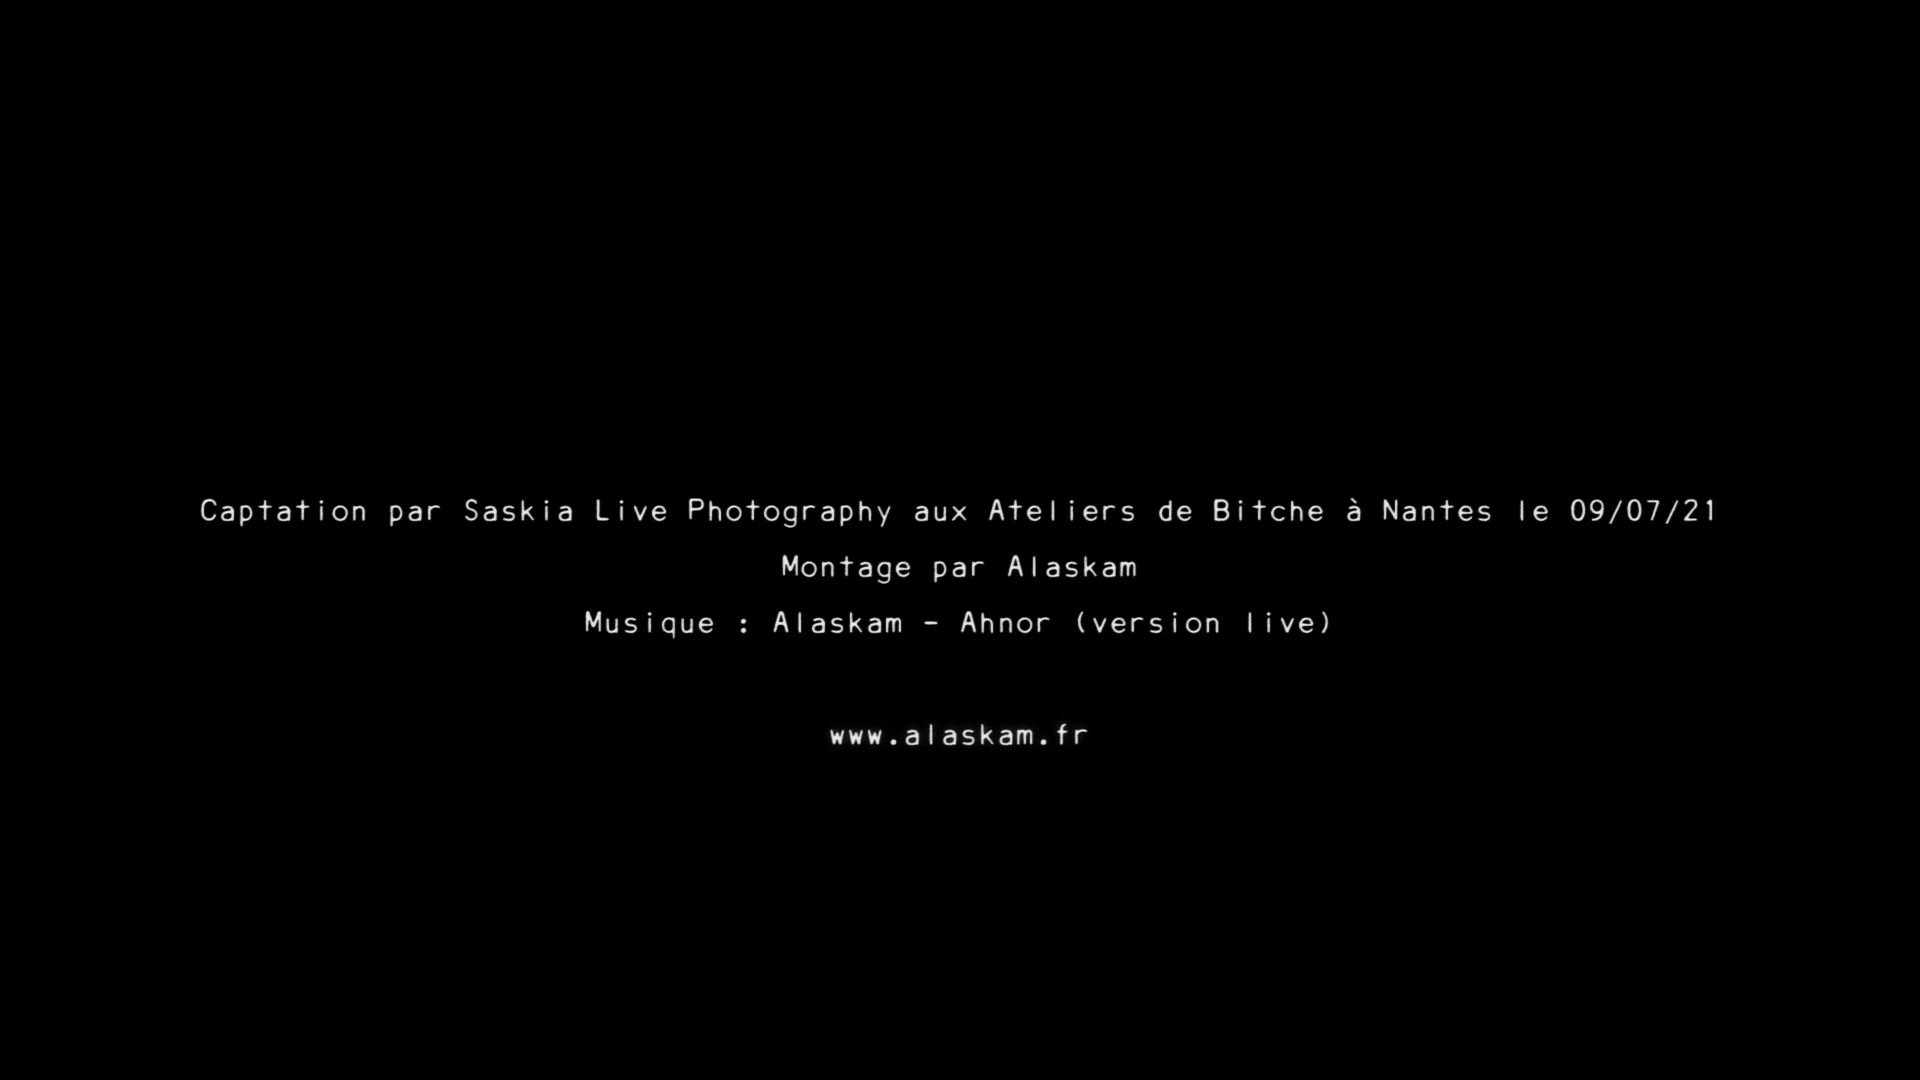 Captation par Saskia Live Photography aux Ateliers de Bitche à Nantes le 09/07/21
Montage par Alaskam
Musique : Alaskam - Ahnor (version live)
www.alaskam.fr